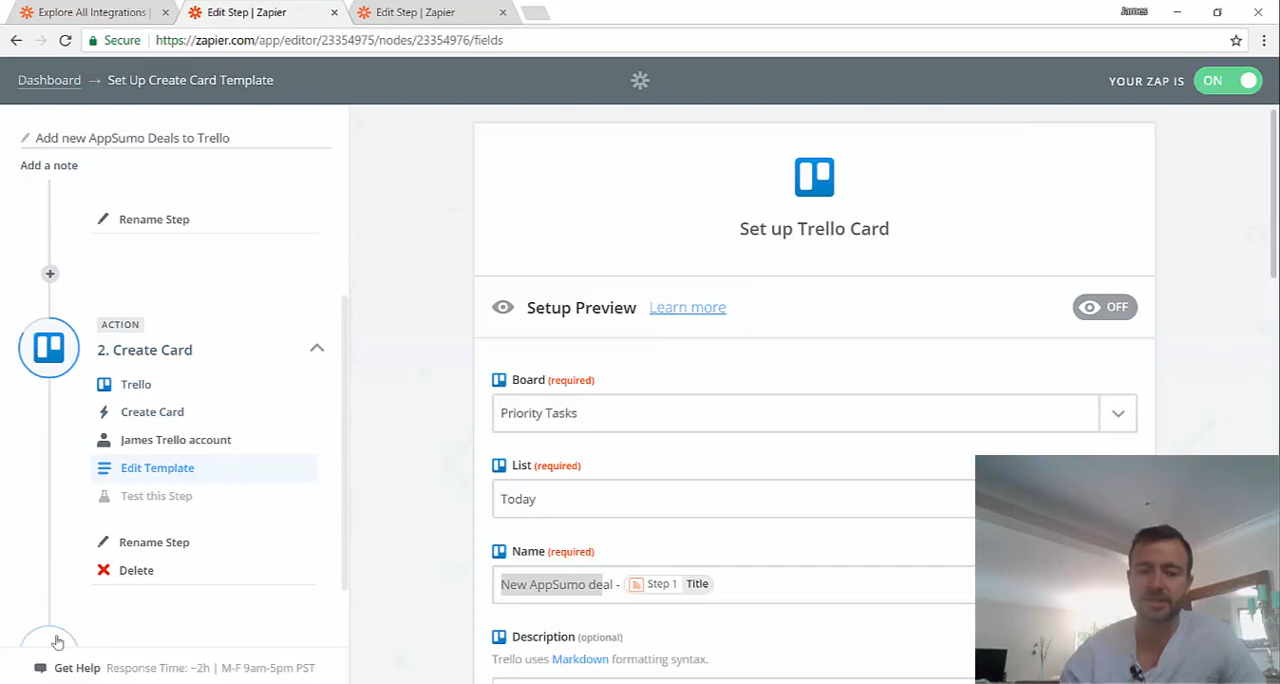 Explore All Integrations |
Edit Step | Zapier
Edit Step | Zapier
James
Secure
https://zapier.com/app/editor/23354975/nodes/23354976/fields
Dashboard → Set Up Create Card Template
YOUR ZAP IS
ON
Add new AppSumo Deals to Trello
Add a note
Rename Step
ACTION
2. Create Card
Trello
Create Card
James Trello account
Edit Template
Test this Step
Rename Step
Delete
Get Help Response Time: ~2h | M-F 9am-5pm PST
Set up Trello Card
Setup Preview Learn more
OFF
Board (required)
Priority Tasks
List (required)
Today
Name (required)
New AppSumo deal - Step 1 Title
Description (optional)
Trello uses Markdown formatting syntax.